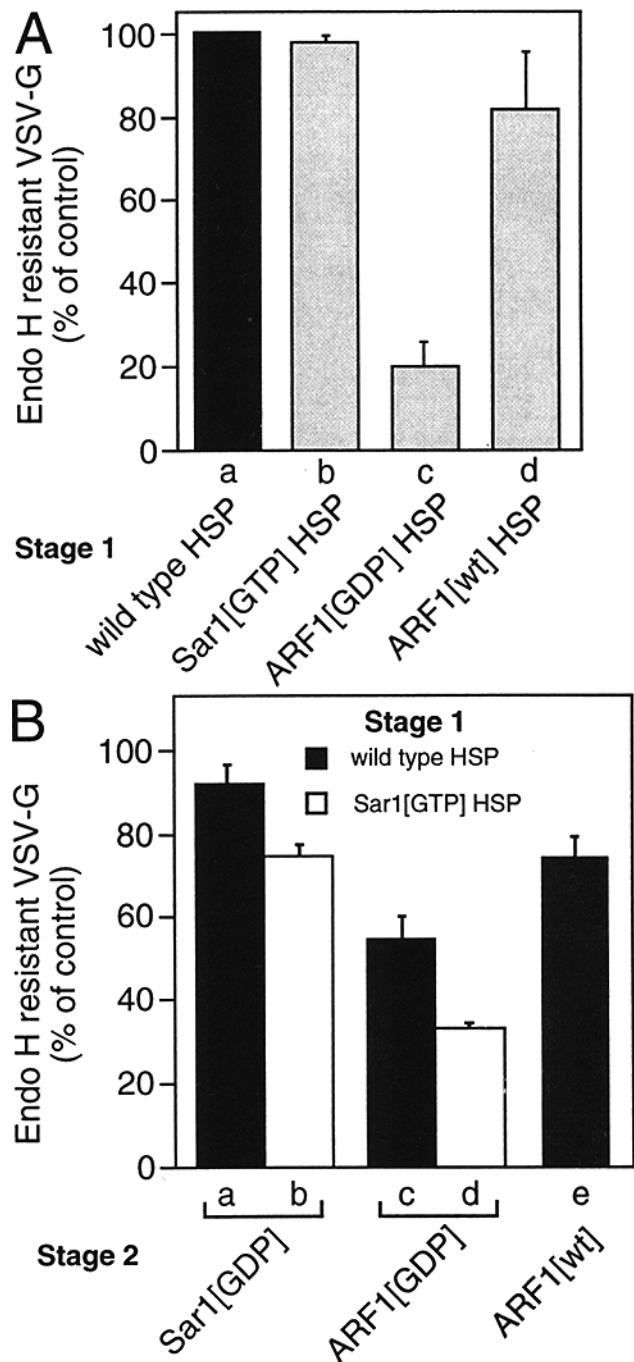 A
Endo H resistant VSV-G
(% of control)
100
80
60
40
20
0
a b c d
Stage 1
wild type HSP
Sar1[GTP] HSP
ARF1[GDP] HSP
ARF1[wt] HSP
B
Endo H resistant VSV-G
(% of control)
100
80
60
40
20
0
Stage 1
wild type HSP
Sar1[GTP] HSP
a b c d e
Stage 2
Sar1[GDP]
ARF1[GDP]
ARF1[wt]